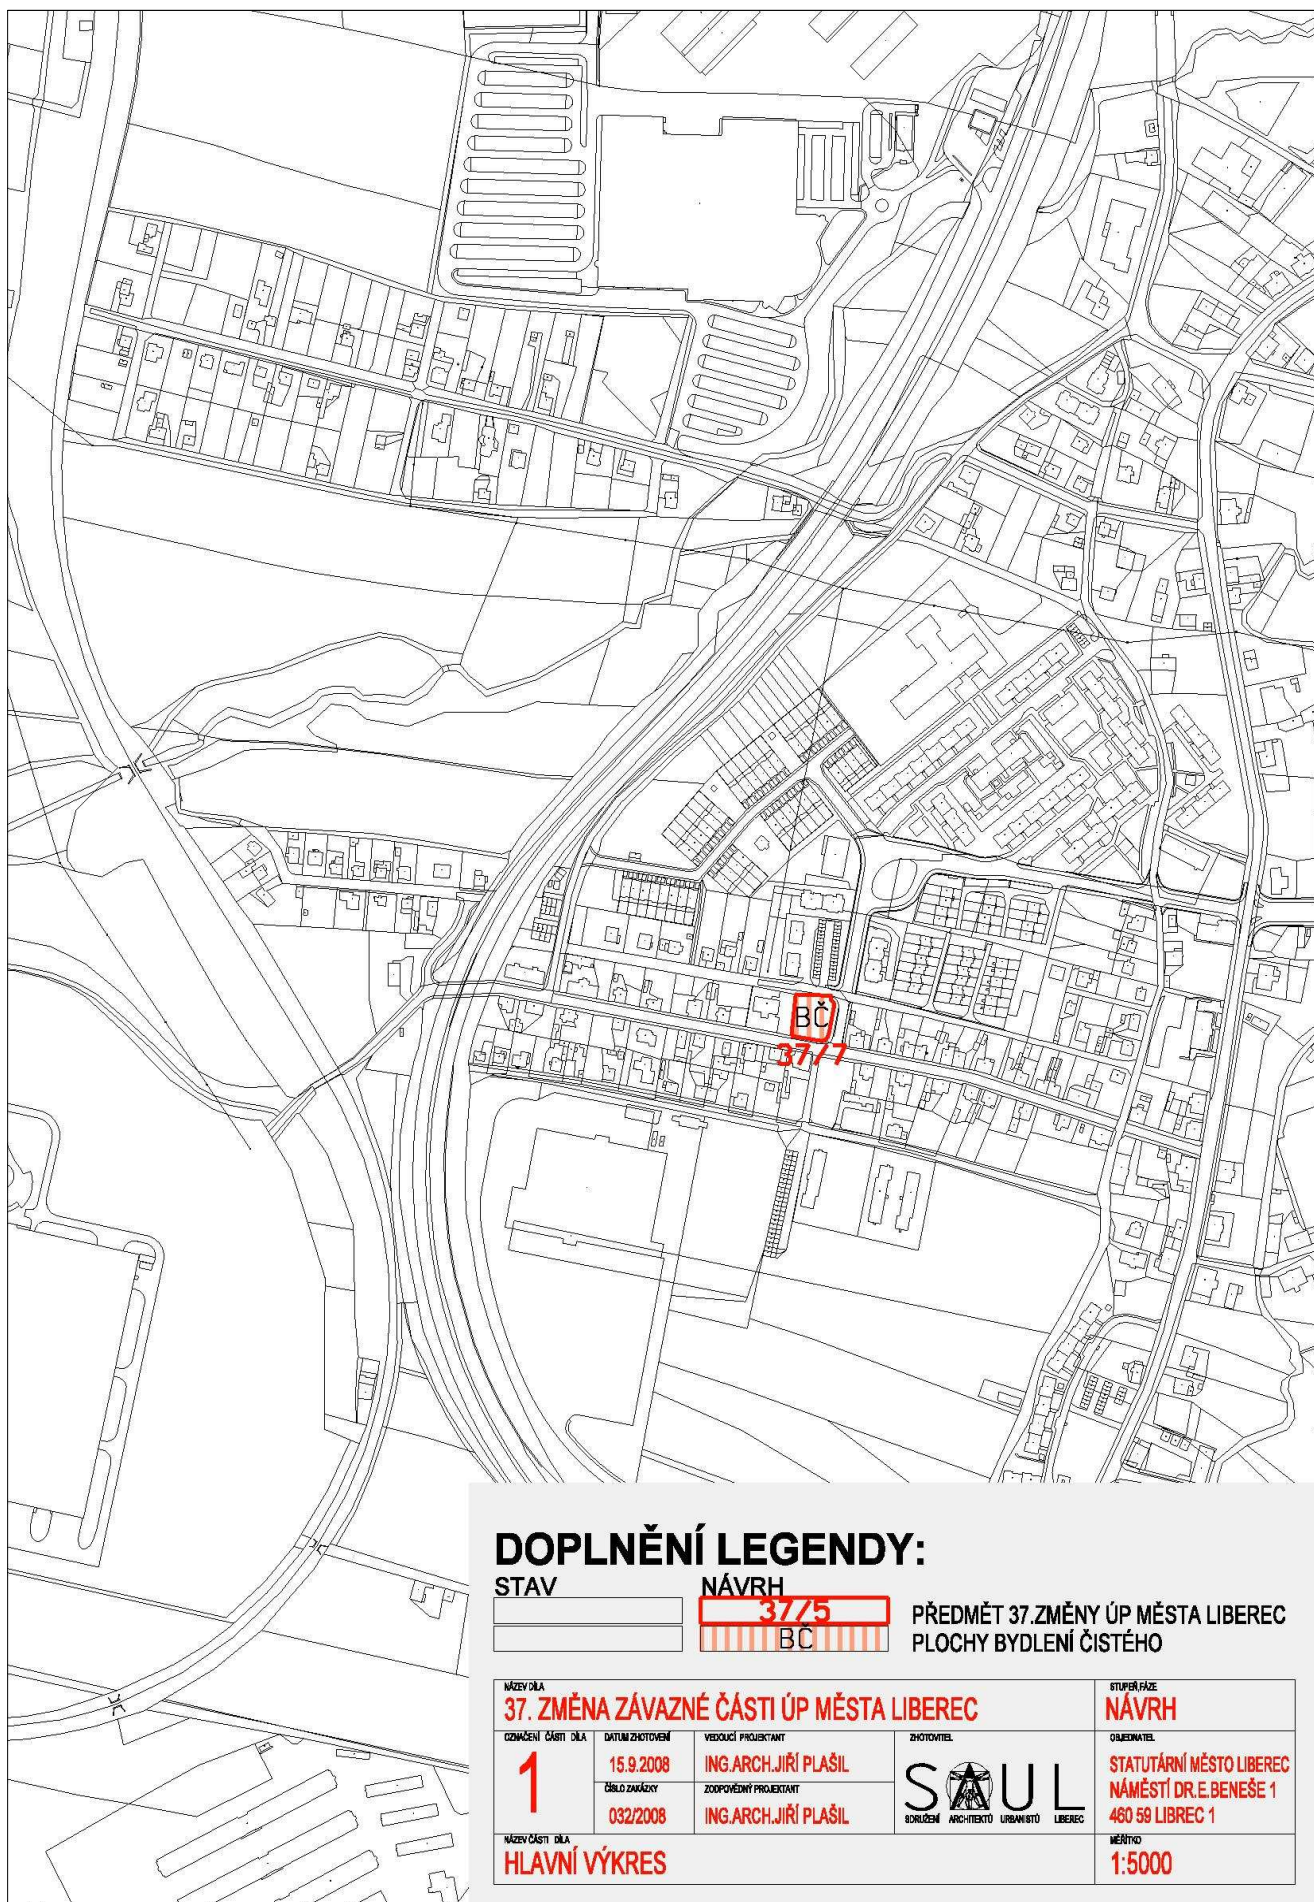 BČ
37/7
DOPLNĚNÍ LEGENDY:
STAV NÁVRH
37/5 PŘEDMĚT 37.ZMĚNY ÚP MĚSTA LIBEREC
BČ PLOCHY BYDLENÍ ČISTÉHO
NÁZEV DÍLA
37. ZMĚNA ZÁVAZNÉ ČÁSTI ÚP MĚSTA LIBEREC
STUPEŇ,FÁZE
NÁVRH
OZNAČENÍ ČÁSTI DÍLA
1
DATUM ZHOTOVENÍ
15.9.2008
ČÍSLO ZAKÁZKY
032/2008
VEDOUCÍ PROJEKTANT
ING.ARCH.JIŘÍ PLAŠIL
ZODPOVĚDNÝ PROJEKTANT
ING.ARCH.JIŘÍ PLAŠIL
ZHOTOVITEL
SAUL
SDRUŽENÍ ARCHITEKTŮ URBANISTŮ LIBEREC
OBJEDNATEL
STATUTÁRNÍ MĚSTO LIBEREC
NÁMĚSTÍ DR.E.BENEŠE 1
460 59 LIBREC 1
NÁZEV ČÁSTI DÍLA
HLAVNÍ VÝKRES
MĚŘÍTKO
1:5000